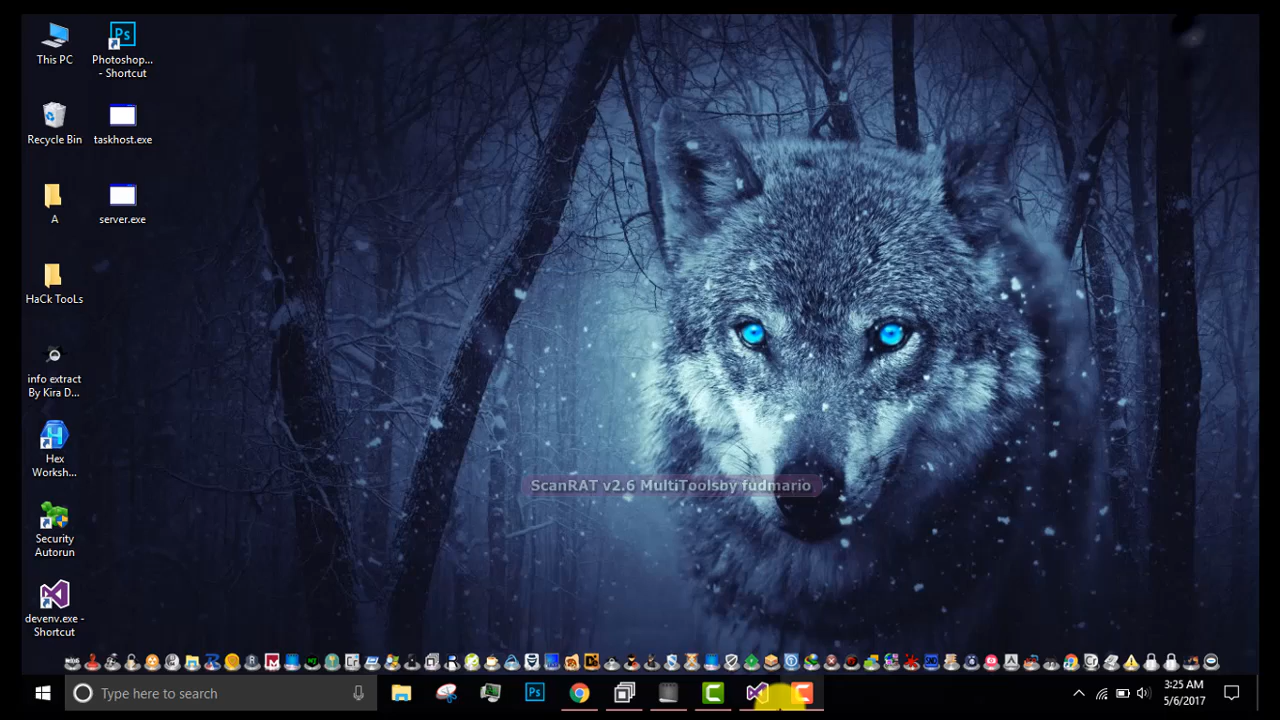 This PC
Photoshop...
- Shortcut
Ps
Recycle Bin
taskhost.exe
A
server.exe
HaCk TooLs
info extract
By Kira D...
Hex
Worksh...
Security
Autorun
devenv.exe -
Shortcut
ScanRAT v2.6 MultiToolsby fudmario
Type here to search
Ps
3:25 AM
5/6/2017